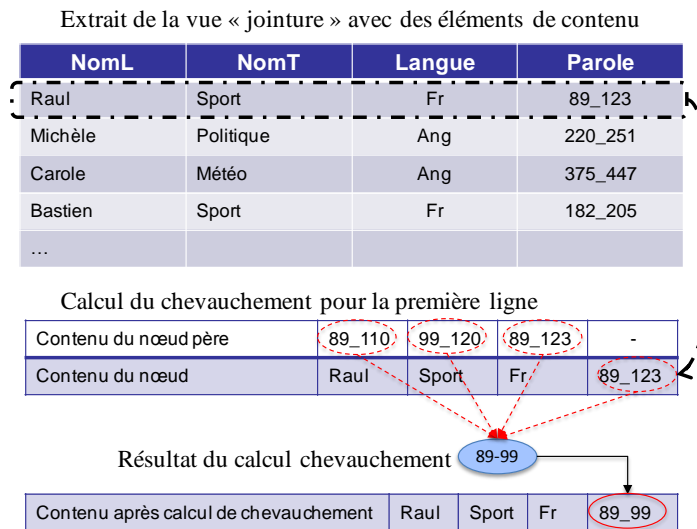 Extrait de la vue « jointure » avec des éléments de contenu
NomL NomT Langue Parole
Raul Sport Fr 89_123
Michèle Politique Ang 220_251
Carole Météo Ang 375_447
Bastien Sport Fr 182_205
…
Calcul du chevauchement pour la première ligne
Contenu du nœud père 89_110 99_120 89_123 -
Contenu du nœud Raul Sport Fr 89_123
Résultat du calcul chevauchement 89-99
Contenu après calcul de chevauchement Raul Sport Fr 89_99